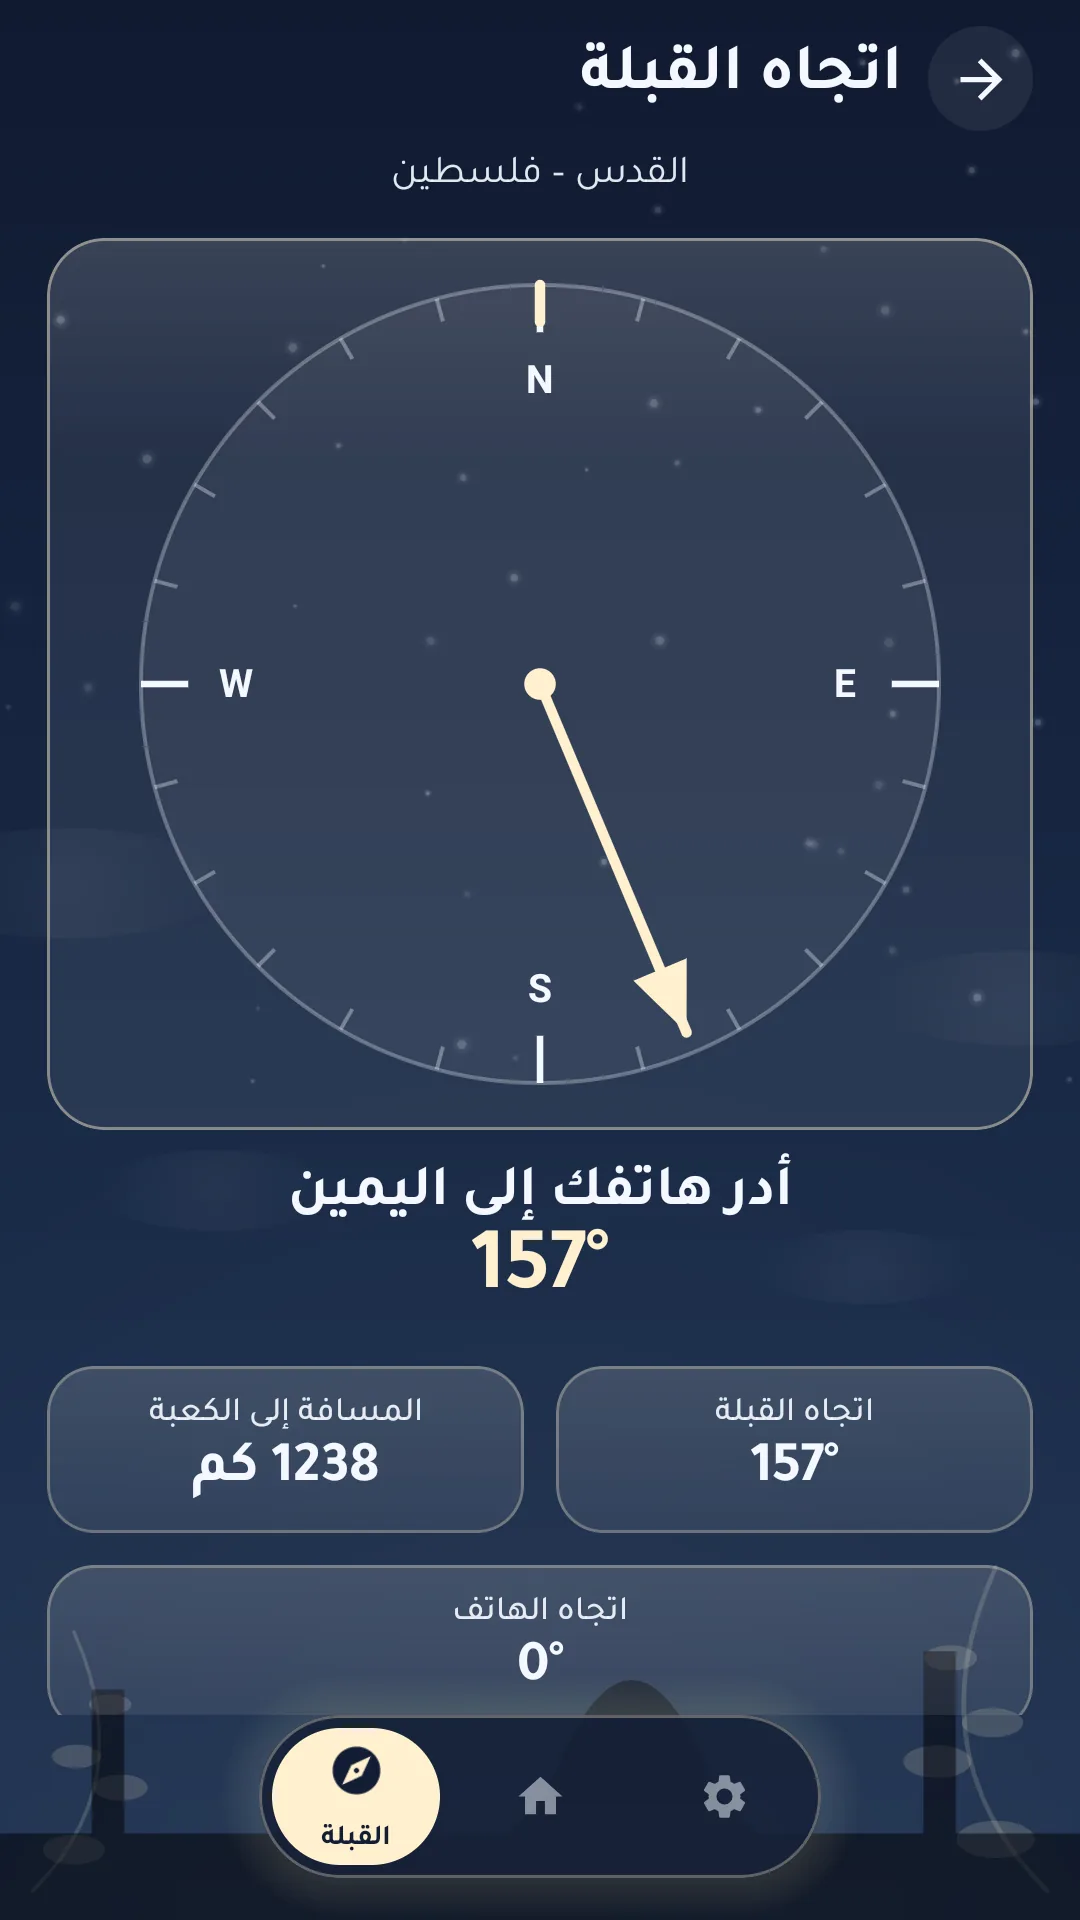 اتجاه القبلة
القدس - فلسطين
N
W
E
S
أدر هاتفك إلى اليمين
157°
اتجاه القبلة
157°
المسافة إلى الكعبة
1238 كم
اتجاه الهاتف
0°
القبلة